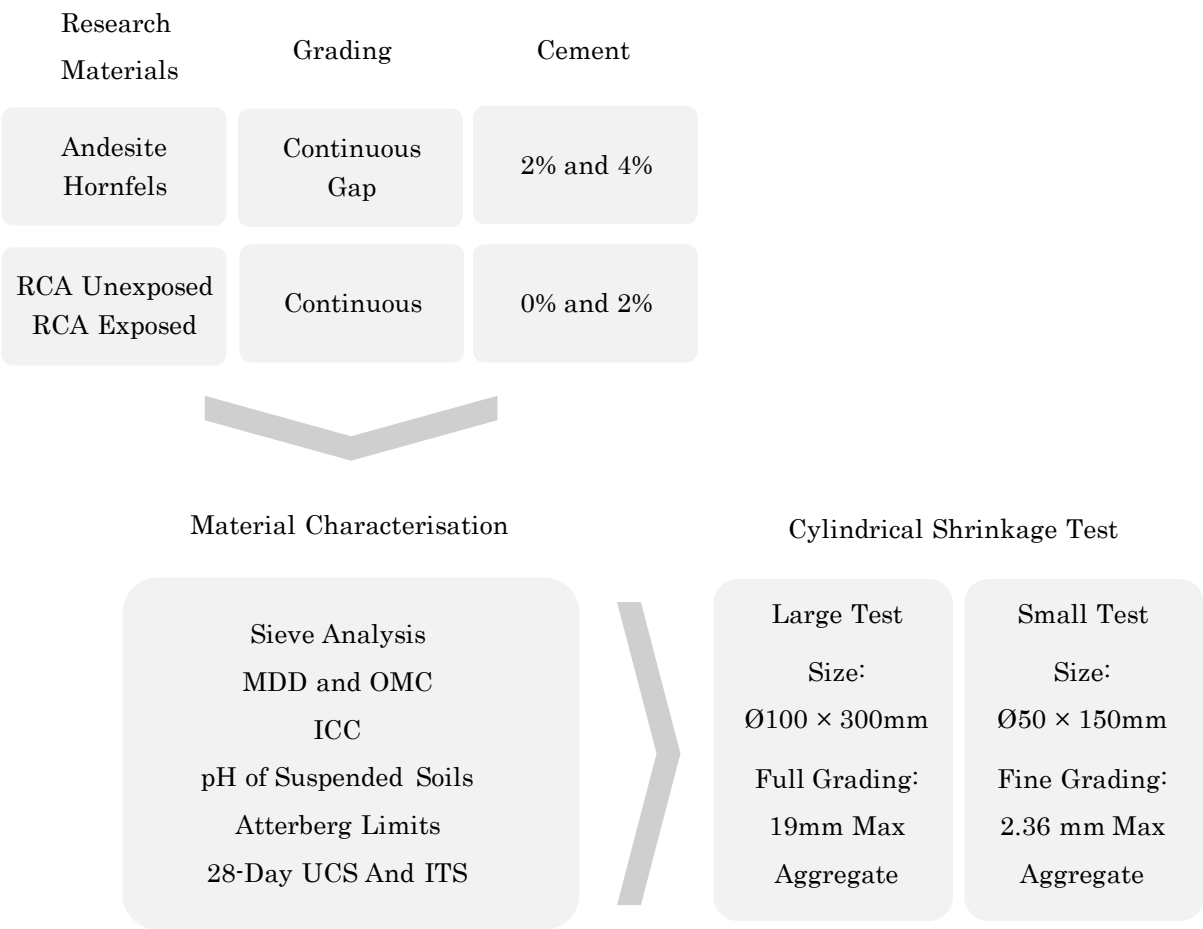 Research
Materials
Grading
Cement
Andesite
Hornfels
Continuous
Gap
2% and 4%
RCA Unexposed
RCA Exposed
Continuous
0% and 2%
Material Characterisation
Sieve Analysis
MDD and OMC
ICC
pH of Suspended Soils
Atterberg Limits
28-Day UCS And ITS
Cylindrical Shrinkage Test
Large Test
Size:
Ø100 × 300mm
Full Grading:
19mm Max
Aggregate
Small Test
Size:
Ø50 × 150mm
Fine Grading:
2.36 mm Max
Aggregate